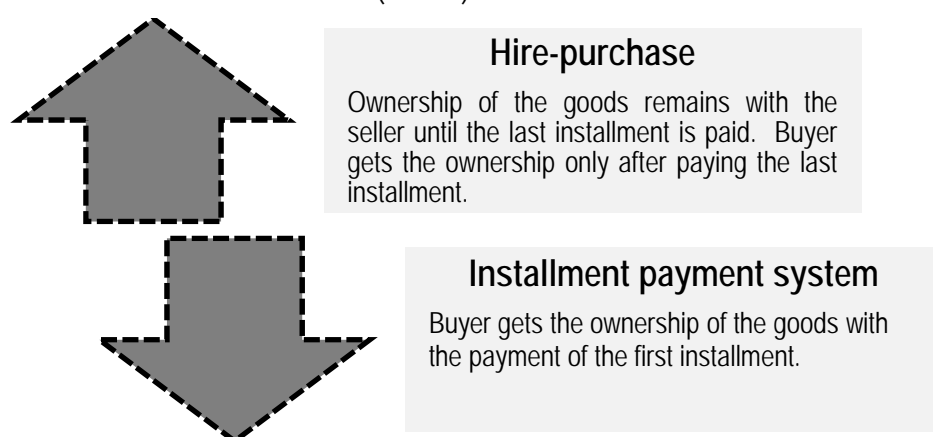 Hire-purchase
Ownership of the goods remains with the
seller until the last installment is paid. Buyer
gets the ownership only after paying the last
installment.
Installment payment system
Buyer gets the ownership of the goods with
the payment of the first installment.